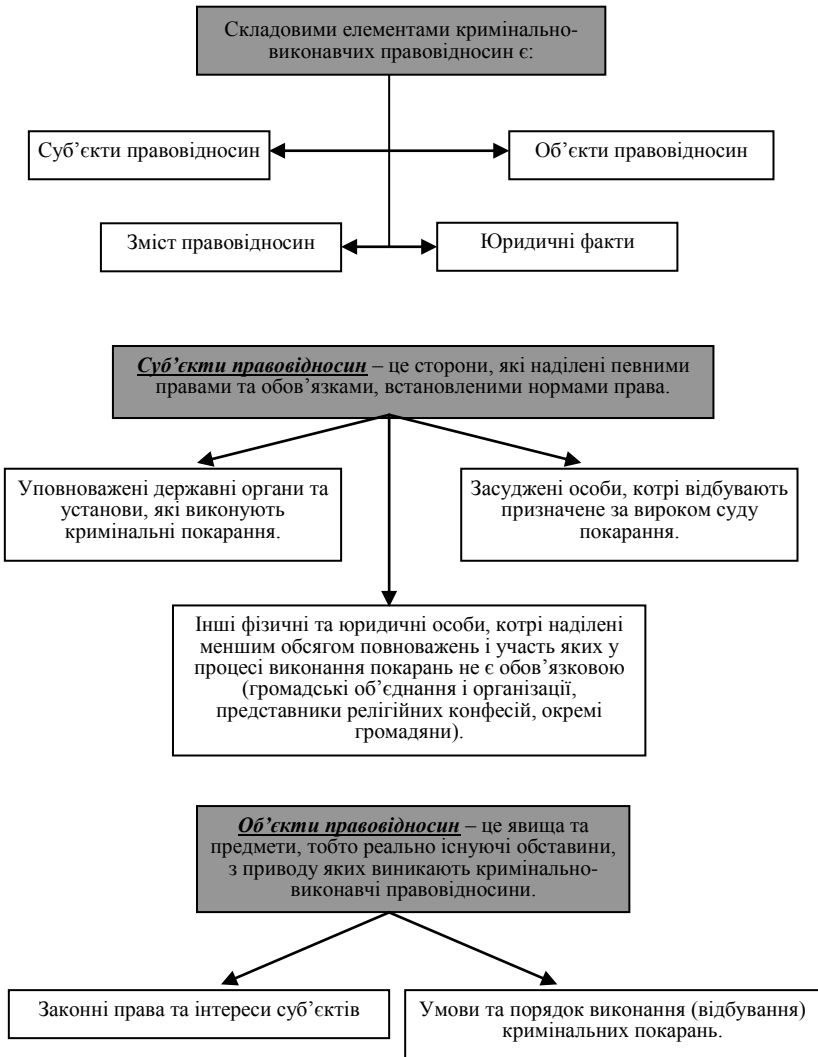 Складовими елементами кримінально-
виконавчих правовідносин є:
Суб’єкти правовідносин
Об’єкти правовідносин
Зміст правовідносин
Юридичні факти
Суб’єкти правовідносин – це сторони, які наділені певними
правами та обов’язками, встановленими нормами права.
Уповноважені державні органи та
установи, які виконують
кримінальні покарання.
Засуджені особи, котрі відбувають
призначене за вироком суду
покарання.
Інші фізичні та юридичні особи, котрі наділені
меншим обсягом повноважень і участь яких у
процесі виконання покарань не є обов’язковою
(громадські об’єднання і організації,
представники релігійних конфесій, окремі
громадяни).
Об’єкти правовідносин – це явища та
предмети, тобто реально існуючі обставини,
з приводу яких виникають кримінально-
виконавчі правовідносини.
Законні права та інтереси суб’єктів
Умови та порядок виконання (відбування)
кримінальних покарань.